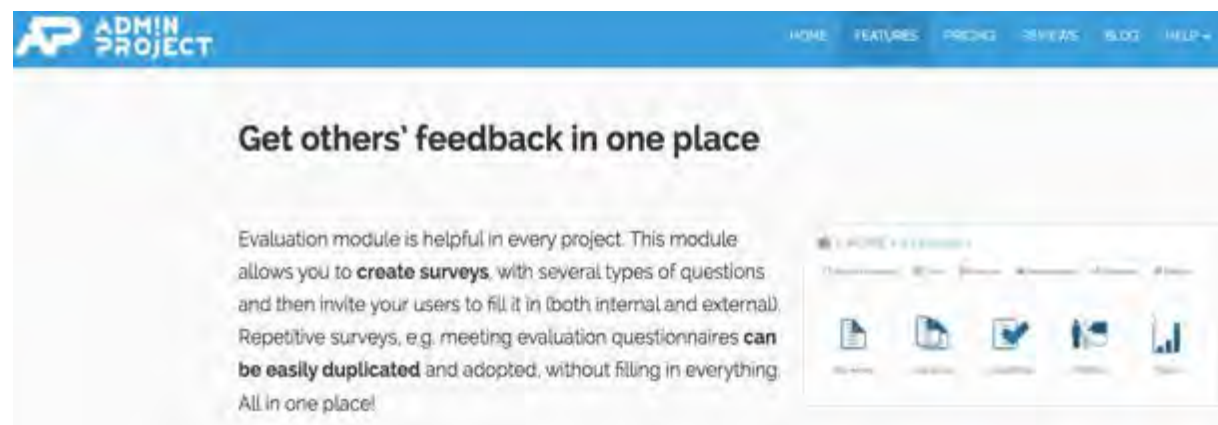 ADMIN
PROJECT
HOME FEATURES PRICING REVIEWS BLOG HELP
Get others' feedback in one place
Evaluation module is helpful in every project. This module
allows you to create surveys, with several types of questions
and then invite your users to fill it in (both internal and external).
Repetitive surveys, e.g. meeting evaluation questionnaires can
be easily duplicated and adopted, without filling in everything.
All in one place!